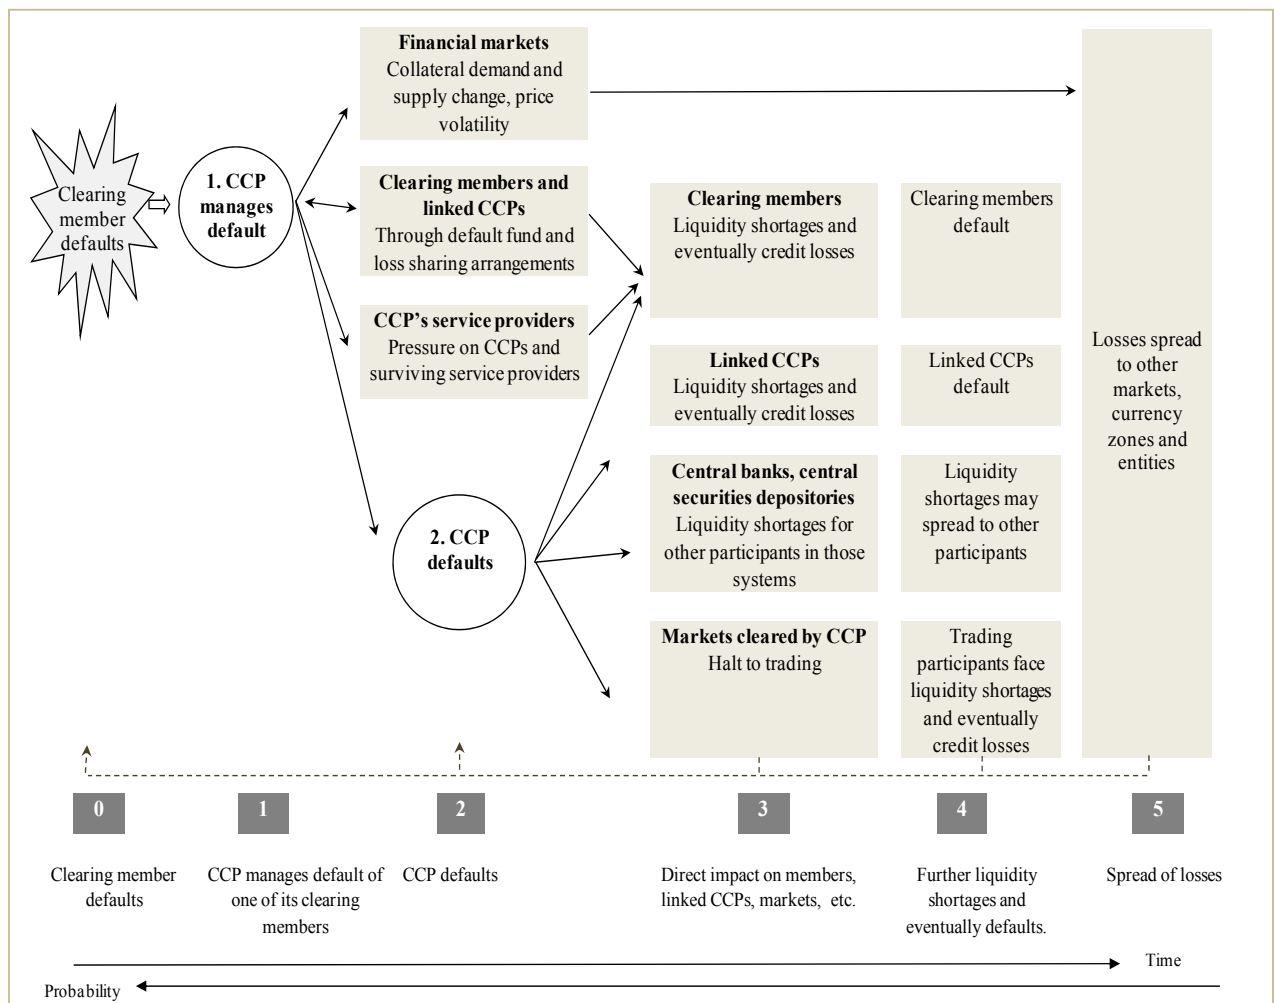 Clearing
member
defaults
1. CCP
manages
default
Financial markets
Collateral demand and
supply change, price
volatility
Clearing members and
linked CCPs
Through default fund and
loss sharing arrangements
CCP's service providers
Pressure on CCPs and
surviving service providers
2. CCP
defaults
Clearing members
Liquidity shortages and
eventually credit losses
Linked CCPs
Liquidity shortages and
eventually credit losses
Central banks, central
securities depositories
Liquidity shortages for
other participants in those
systems
Markets cleared by CCP
Halt to trading
Clearing members
default
Linked CCPs
default
Liquidity
shortages may
spread to other
participants
Trading
participants face
liquidity shortages
and eventually
credit losses
Losses spread
to other
markets,
currency
zones and
entities
0
1
2
3
4
5
Clearing member
defaults
CCP manages default of
one of its clearing
members
CCP defaults
Direct impact on members,
linked CCPs, markets, etc.
Further liquidity
shortages and
eventually defaults.
Spread of losses
Time
Probability